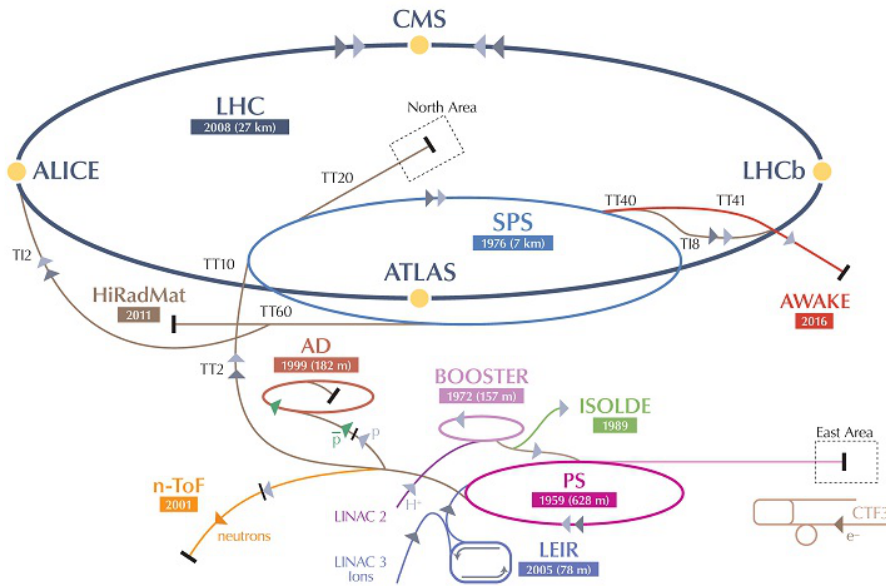 CMS
LHC
2008 (27 km)
North Area
ALICE
TT20
LHCb
TT40
TT41
SPS
1976 (7 km)
TI8
TI2
TT10
ATLAS
HiRadMat
2011
TT60
AWAKE
2016
AD
1999 (182 m)
TT2
BOOSTER
1972 (157 m)
ISOLDE
1989
p̅
p
East Area
n-ToF
2001
PS
1959 (628 m)
H⁺
LINAC 2
neutrons
CTF3
e⁻
LINAC 3
Ions
LEIR
2005 (78 m)